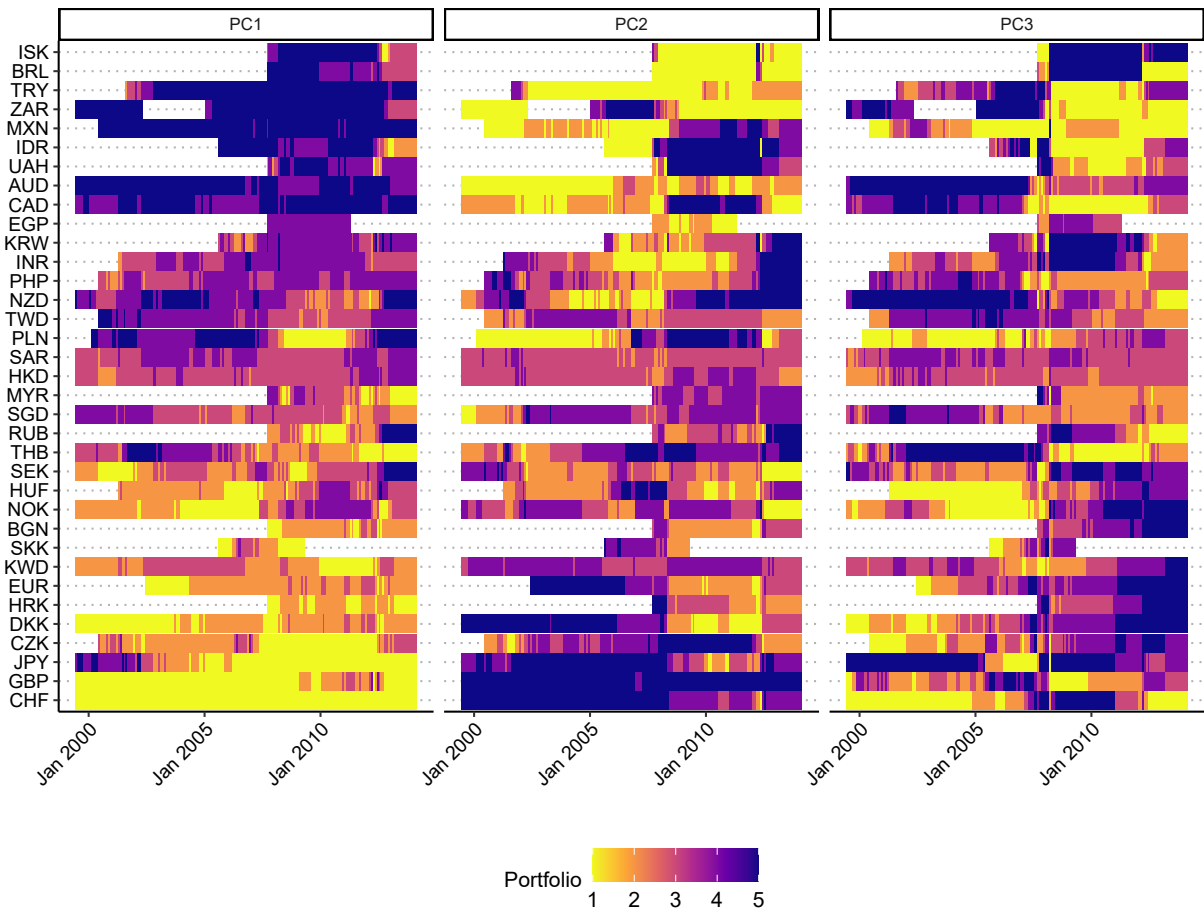 PC1 PC2 PC3
ISK
BRL
TRY
ZAR
MXN
IDR
UAH
AUD
CAD
EGP
KRW
INR
PHP
NZD
TWD
PLN
SAR
HKD
MYR
SGD
RUB
THB
SEK
HUF
NOK
BGN
SKK
KWD
EUR
HRK
DKK
CZK
JPY
GBP
CHF
Jan 2000 Jan 2005 Jan 2010 Jan 2000 Jan 2005 Jan 2010 Jan 2000 Jan 2005 Jan 2010
Portfolio
1 2 3 4 5